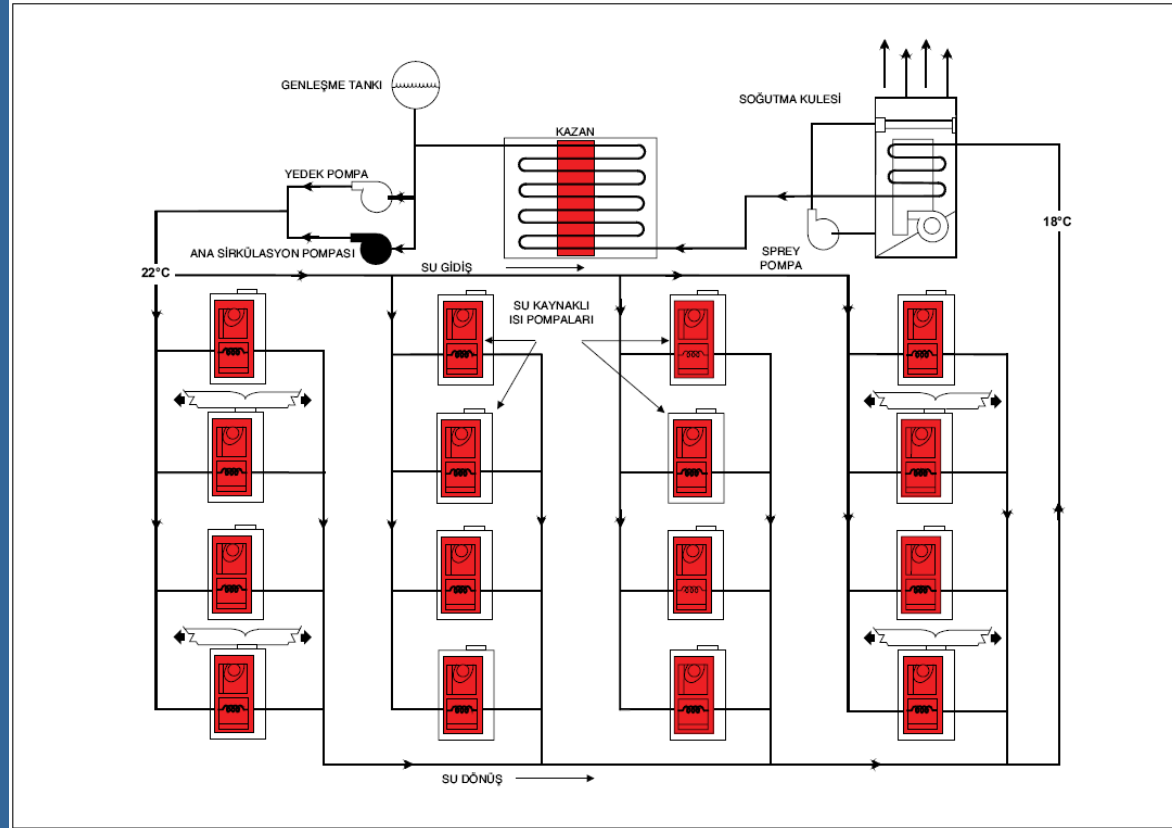 GENLEŞME TANKI
SOĞUTMA KULESİ
KAZAN
YEDEK POMPA
18°C
ANA SİRKÜLASYON POMPASI
SPREY
POMPA
22°C
SU GİDİŞ
SU KAYNAKLI
ISI POMPALARI
SU DÖNÜŞ